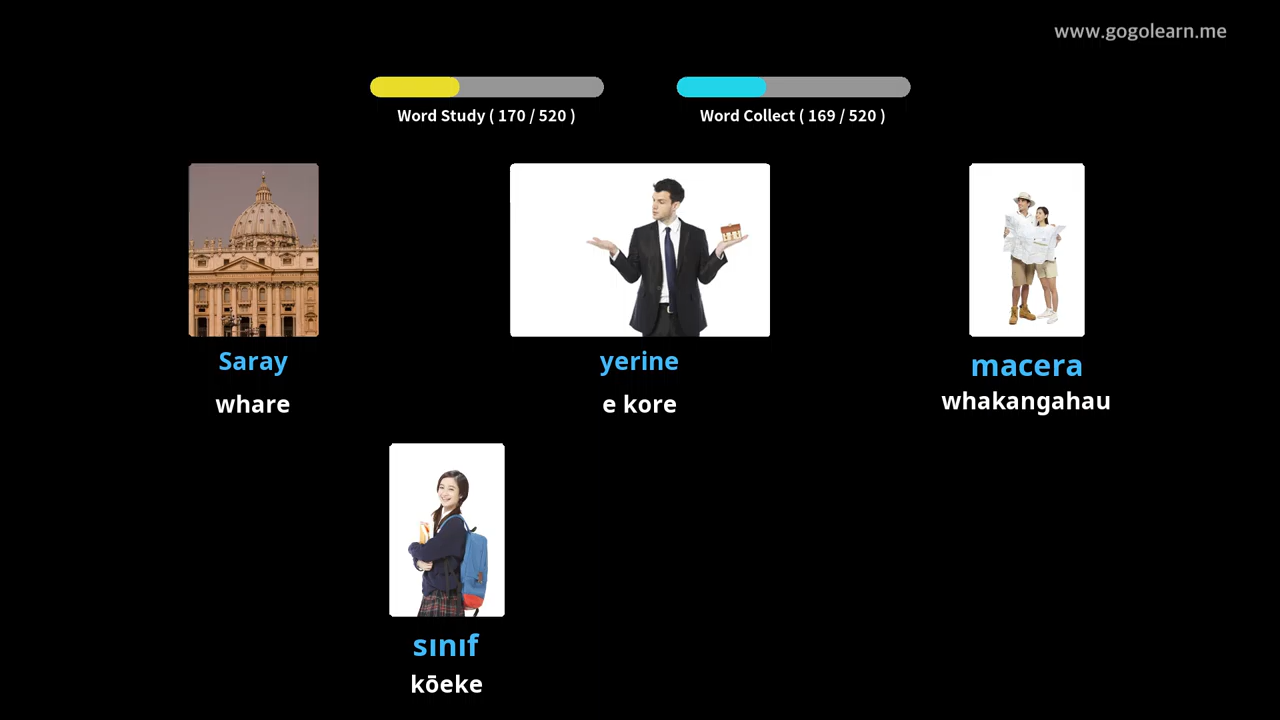 www.gogolearn.me
Word Study ( 170 / 520 )
Word Collect ( 169 / 520 )
Saray
yerine
macera
whare
e kore
whakangahau
sınıf
kōeke